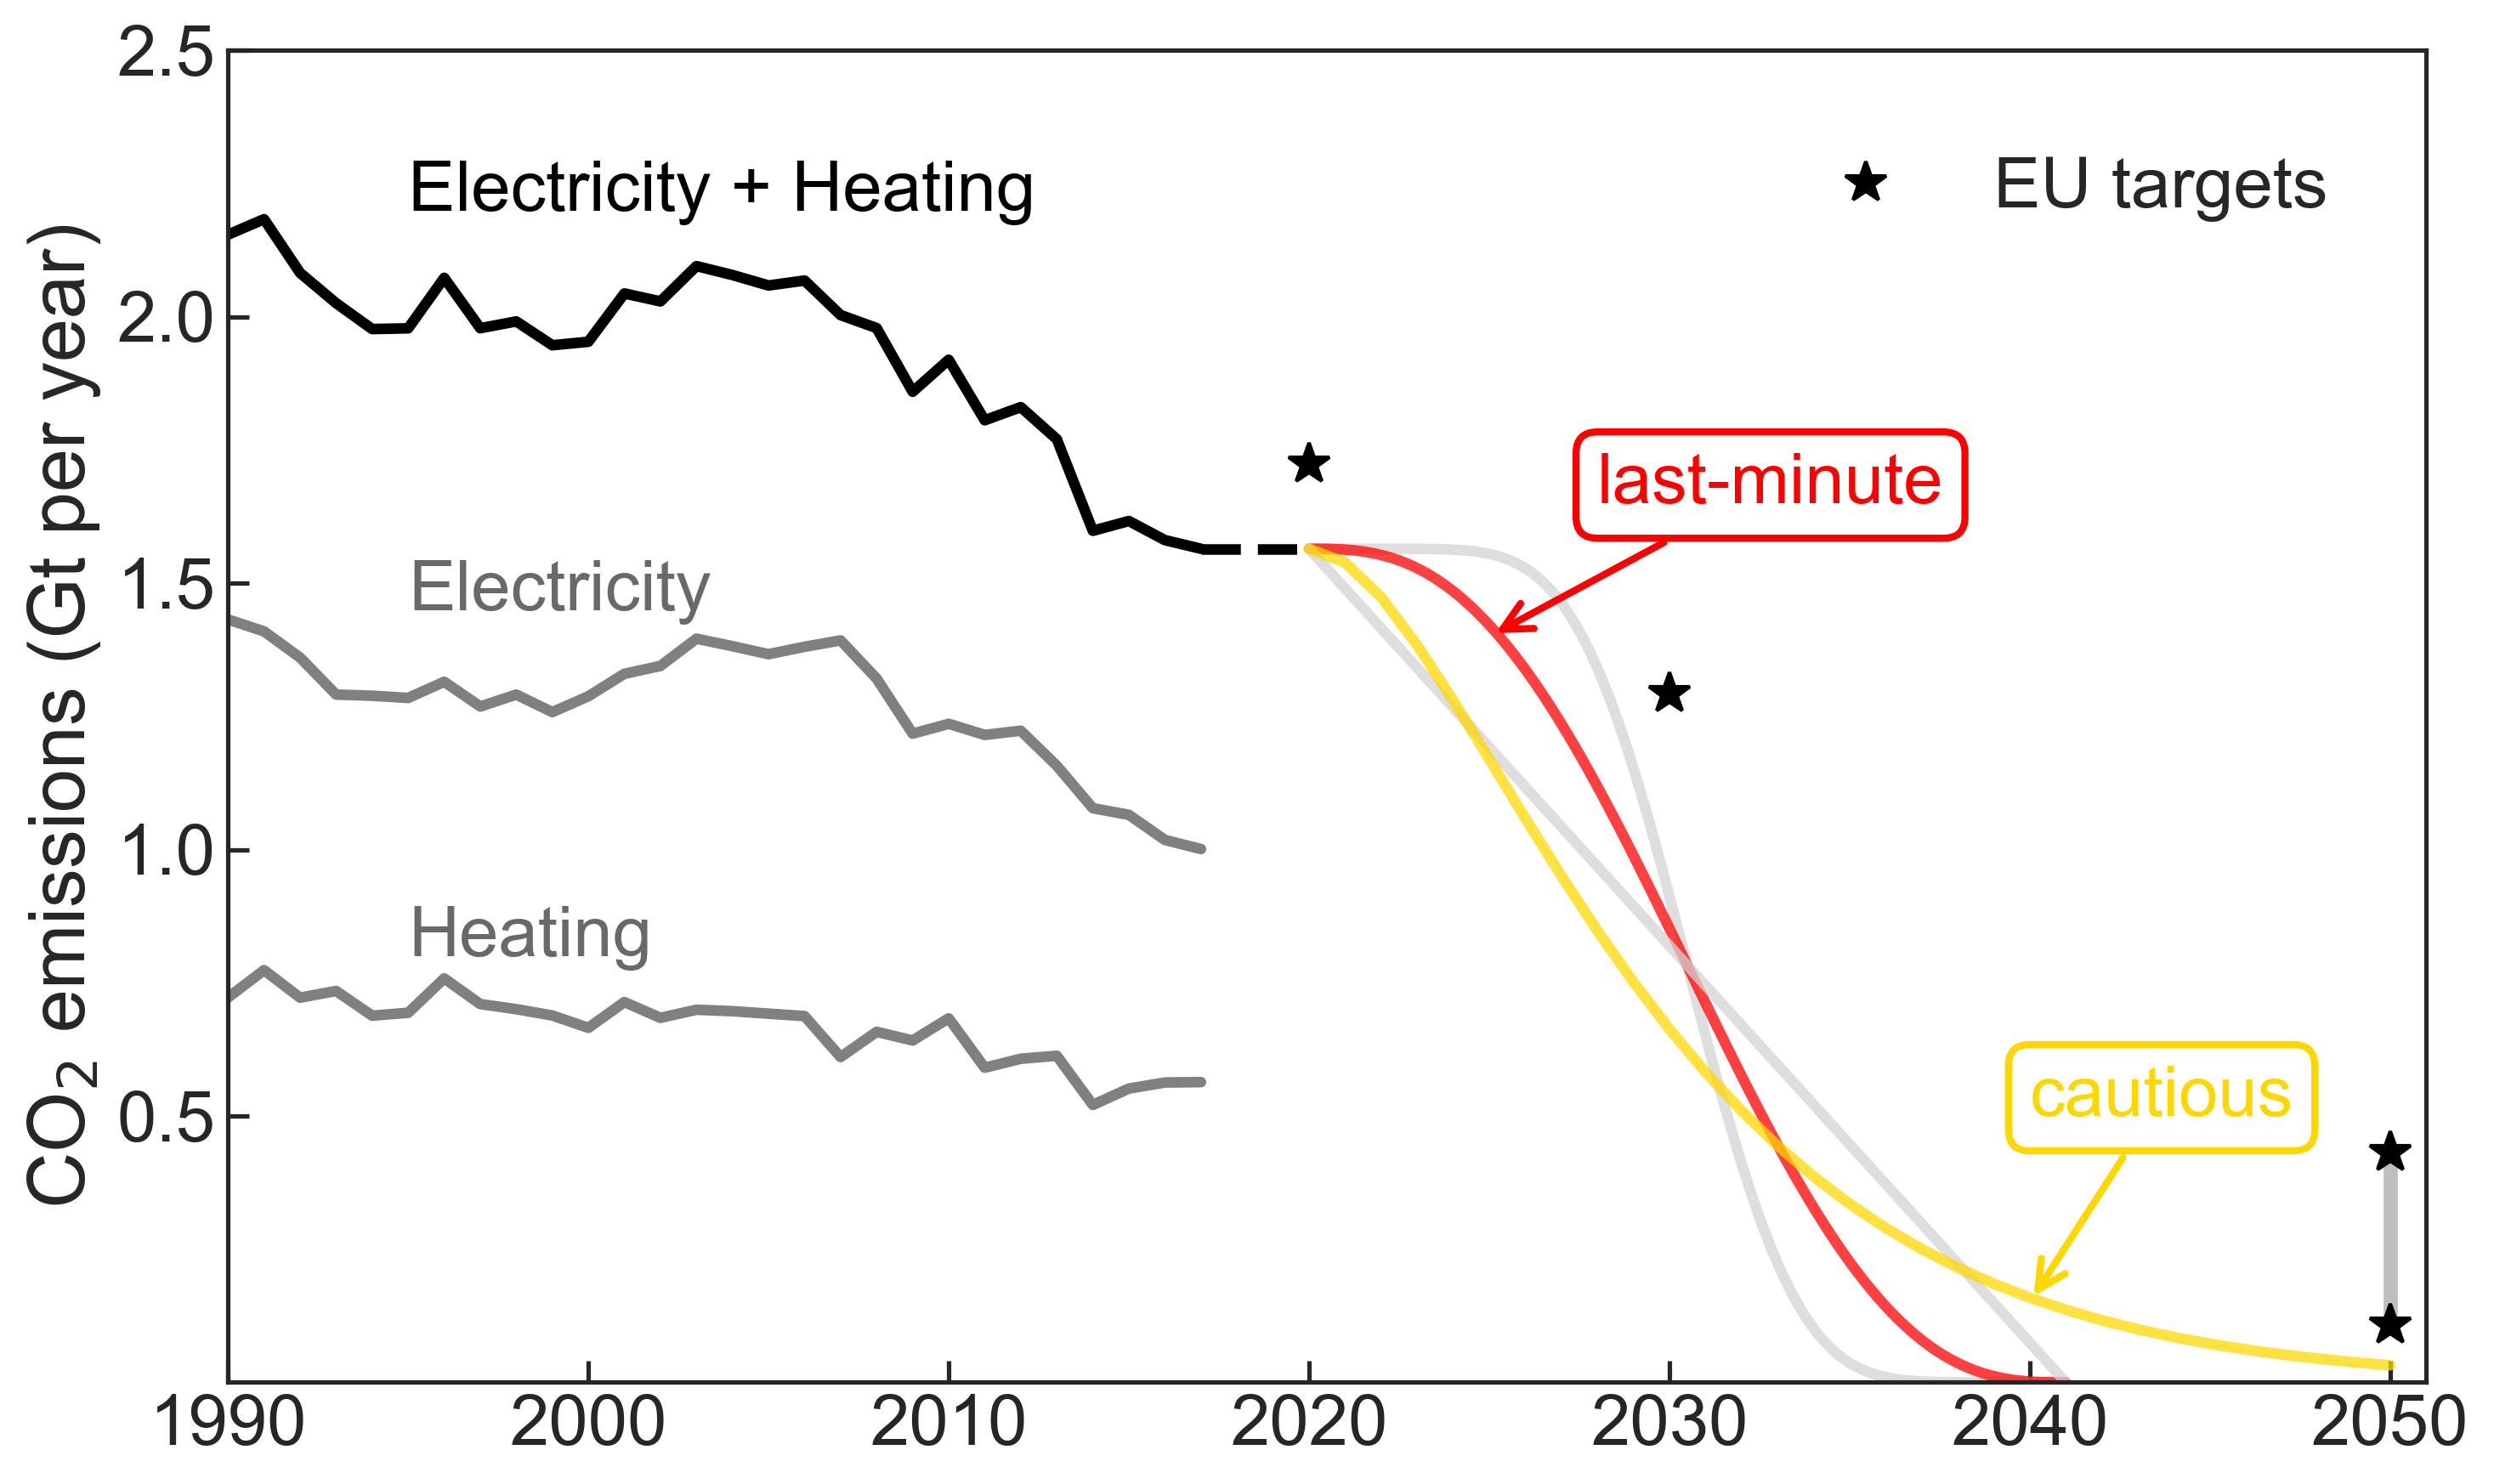 2.5
Electricity + Heating
EU targets
2.0
last-minute
1.5
Electricity
1.0
Heating
cautious
0.5
CO₂ emissions (Gt per year)
1990 2000 2010 2020 2030 2040 2050